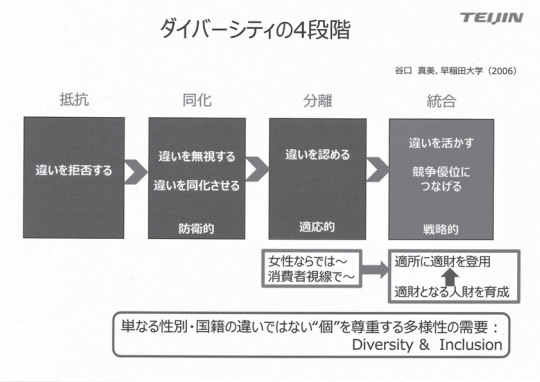 TEIJIN
ダイバーシティの4段階
谷口 真美、早稲田大学（2006）
抵抗
違いを拒否する
同化
違いを無視する
違いを同化させる
防衛的
分離
違いを認める
適応的
統合
違いを活かす
競争優位に
つなげる
戦略的
女性ならでは～
消費者視線で～
適所に適財を登用
適財となる人財を育成
単なる性別・国籍の違いではない“個”を尊重する多様性の需要：
Diversity & Inclusion